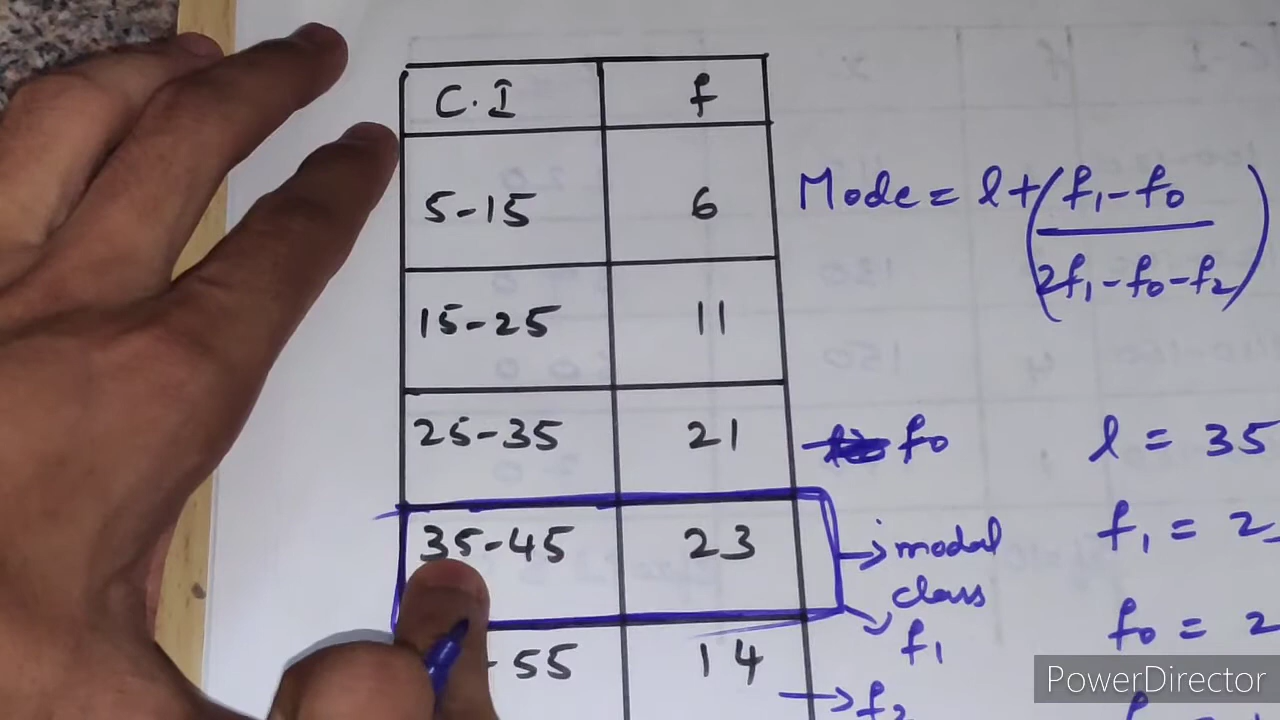 C.I f
5-15 6
Mode = l + ( f₁-f₀ / 2f₁-f₀-f₂ )
15-25 11
25-35 21 f₀ l = 35
35-45 23 modal class f₁ f₁ = 2
f₀ = 2
-55 14 f₂
PowerDirector